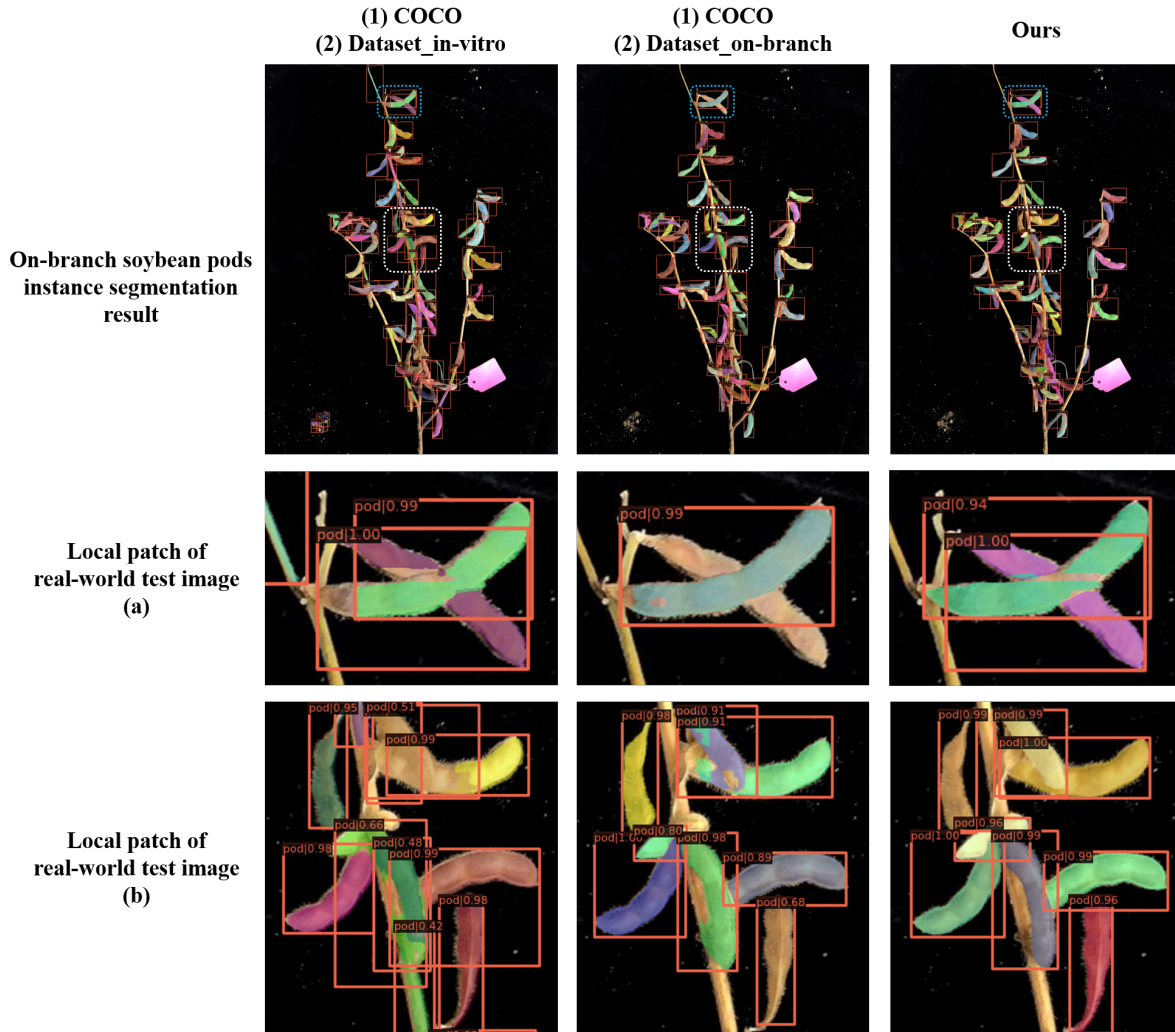 (1) COCO
(2) Dataset_in-vitro
(1) COCO
(2) Dataset_on-branch
Ours
On-branch soybean pods
instance segmentation
result
Local patch of
real-world test image
(a)
pod|0.99
pod|1.00
pod|0.99
pod|0.94
pod|1.00
Local patch of
real-world test image
(b)
pod|0.95
pod|0.51
pod|0.99
pod|0.66
pod|0.98
pod|0.48
pod|0.99
pod|0.98
pod|0.42
pod|0.98
pod|0.91
pod|0.91
pod|0.80
pod|1.00
pod|0.98
pod|0.89
pod|0.68
pod|0.99
pod|0.99
pod|1.00
pod|0.96
pod|1.00
pod|0.99
pod|0.99
pod|0.96